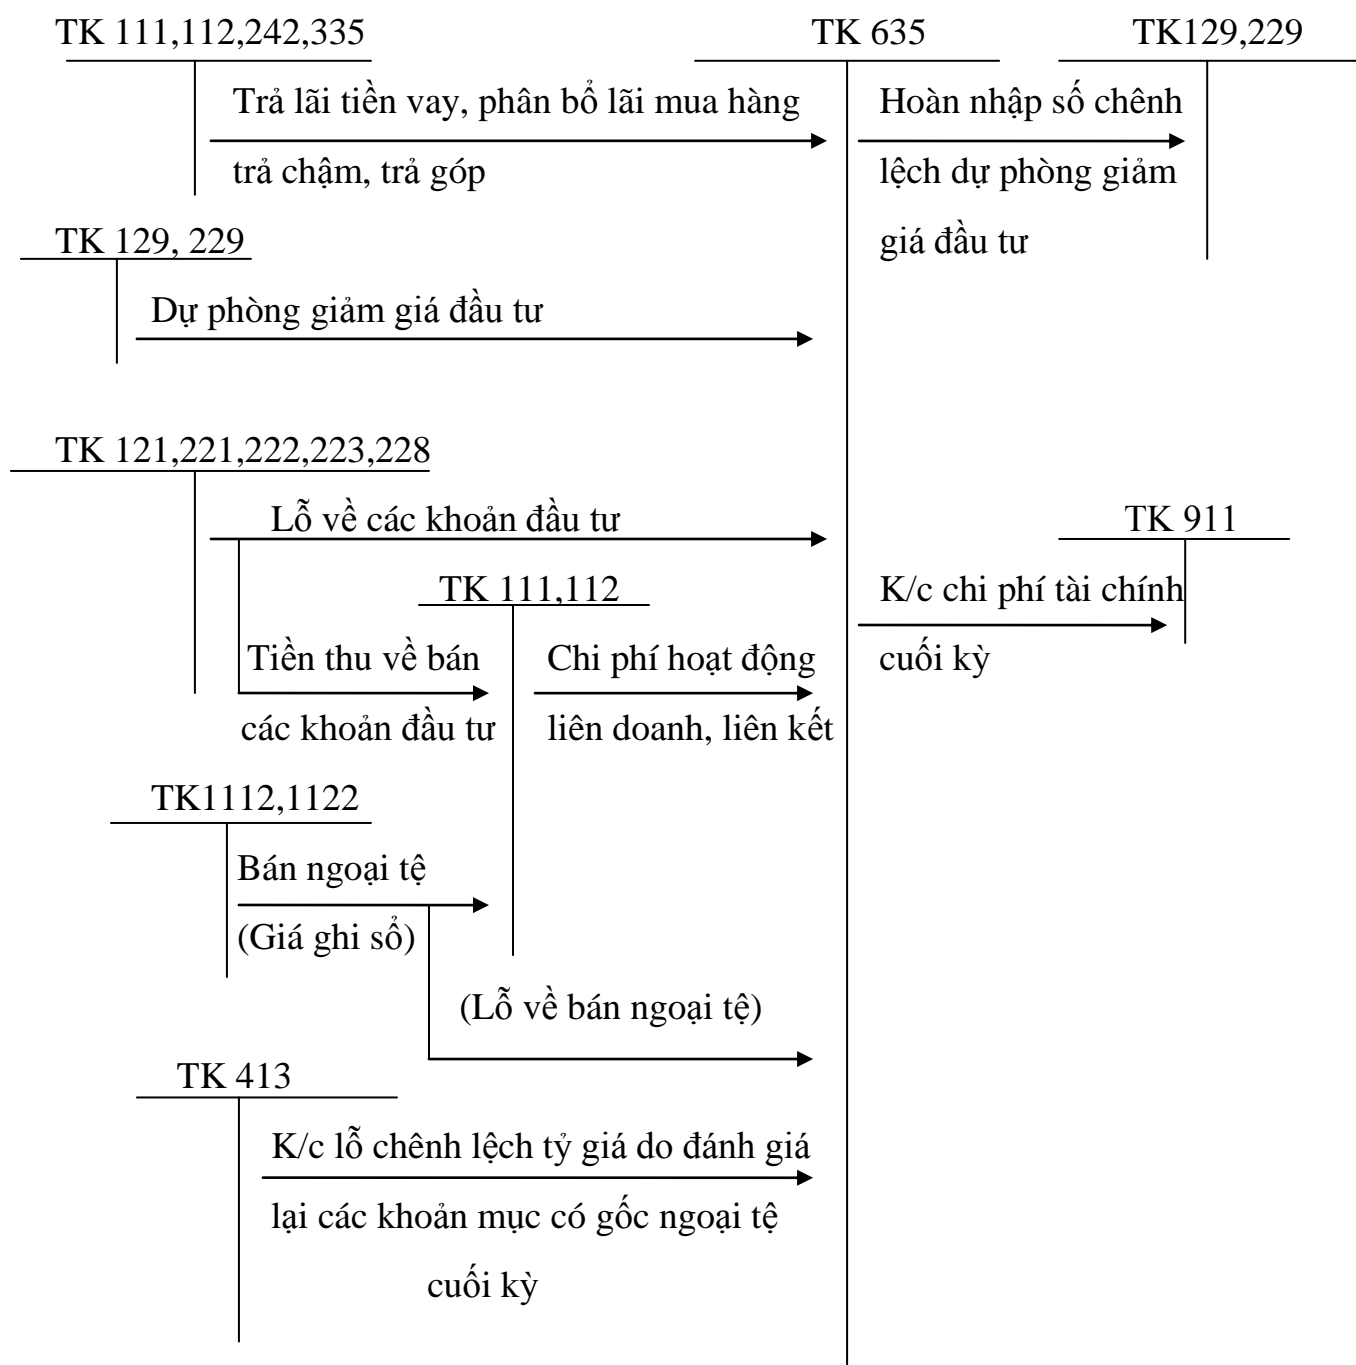 TK 111,112,242,335
TK 635
TK129,229
Trả lãi tiền vay, phân bổ lãi mua hàng
trả chậm, trả góp
Hoàn nhập số chênh
lệch dự phòng giảm
giá đầu tư
TK 129, 229
Dự phòng giảm giá đầu tư
TK 121,221,222,223,228
Lỗ về các khoản đầu tư
TK 911
TK 111,112
K/c chi phí tài chính
cuối kỳ
Tiền thu về bán
các khoản đầu tư
Chi phí hoạt động
liên doanh, liên kết
TK1112,1122
Bán ngoại tệ
(Giá ghi sổ)
(Lỗ về bán ngoại tệ)
TK 413
K/c lỗ chênh lệch tỷ giá do đánh giá
lại các khoản mục có gốc ngoại tệ
cuối kỳ